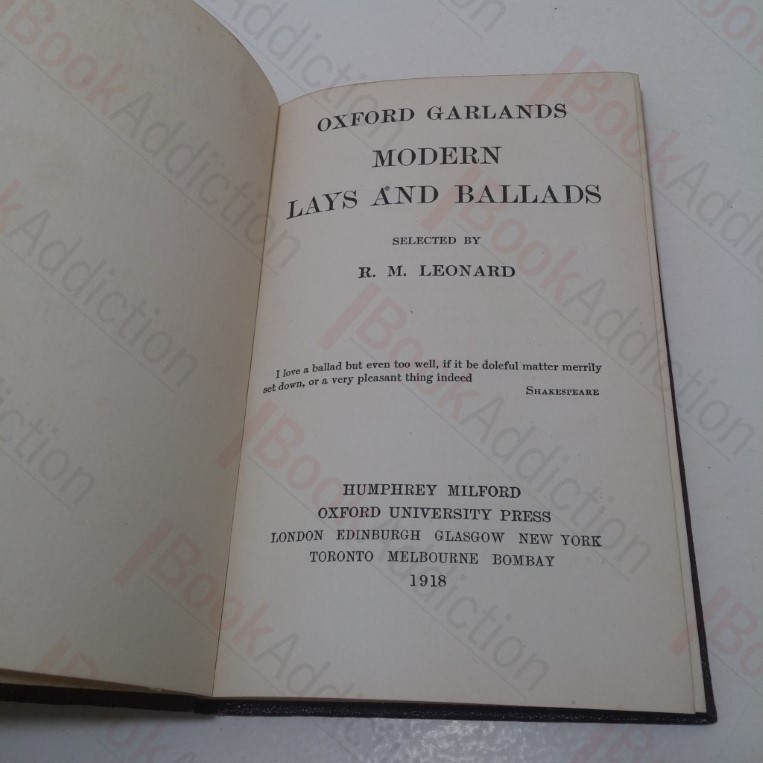 OXFORD GARLANDS
MODERN
LAYS AND BALLADS
SELECTED BY
R. M. LEONARD
I love a ballad but even too well, if it be doleful matter merrily
set down, or a very pleasant thing indeed
SHAKESPEARE
HUMPHREY MILFORD
OXFORD UNIVERSITY PRESS
LONDON EDINBURGH GLASGOW NEW YORK
TORONTO MELBOURNE BOMBAY
1918
BookAddiction